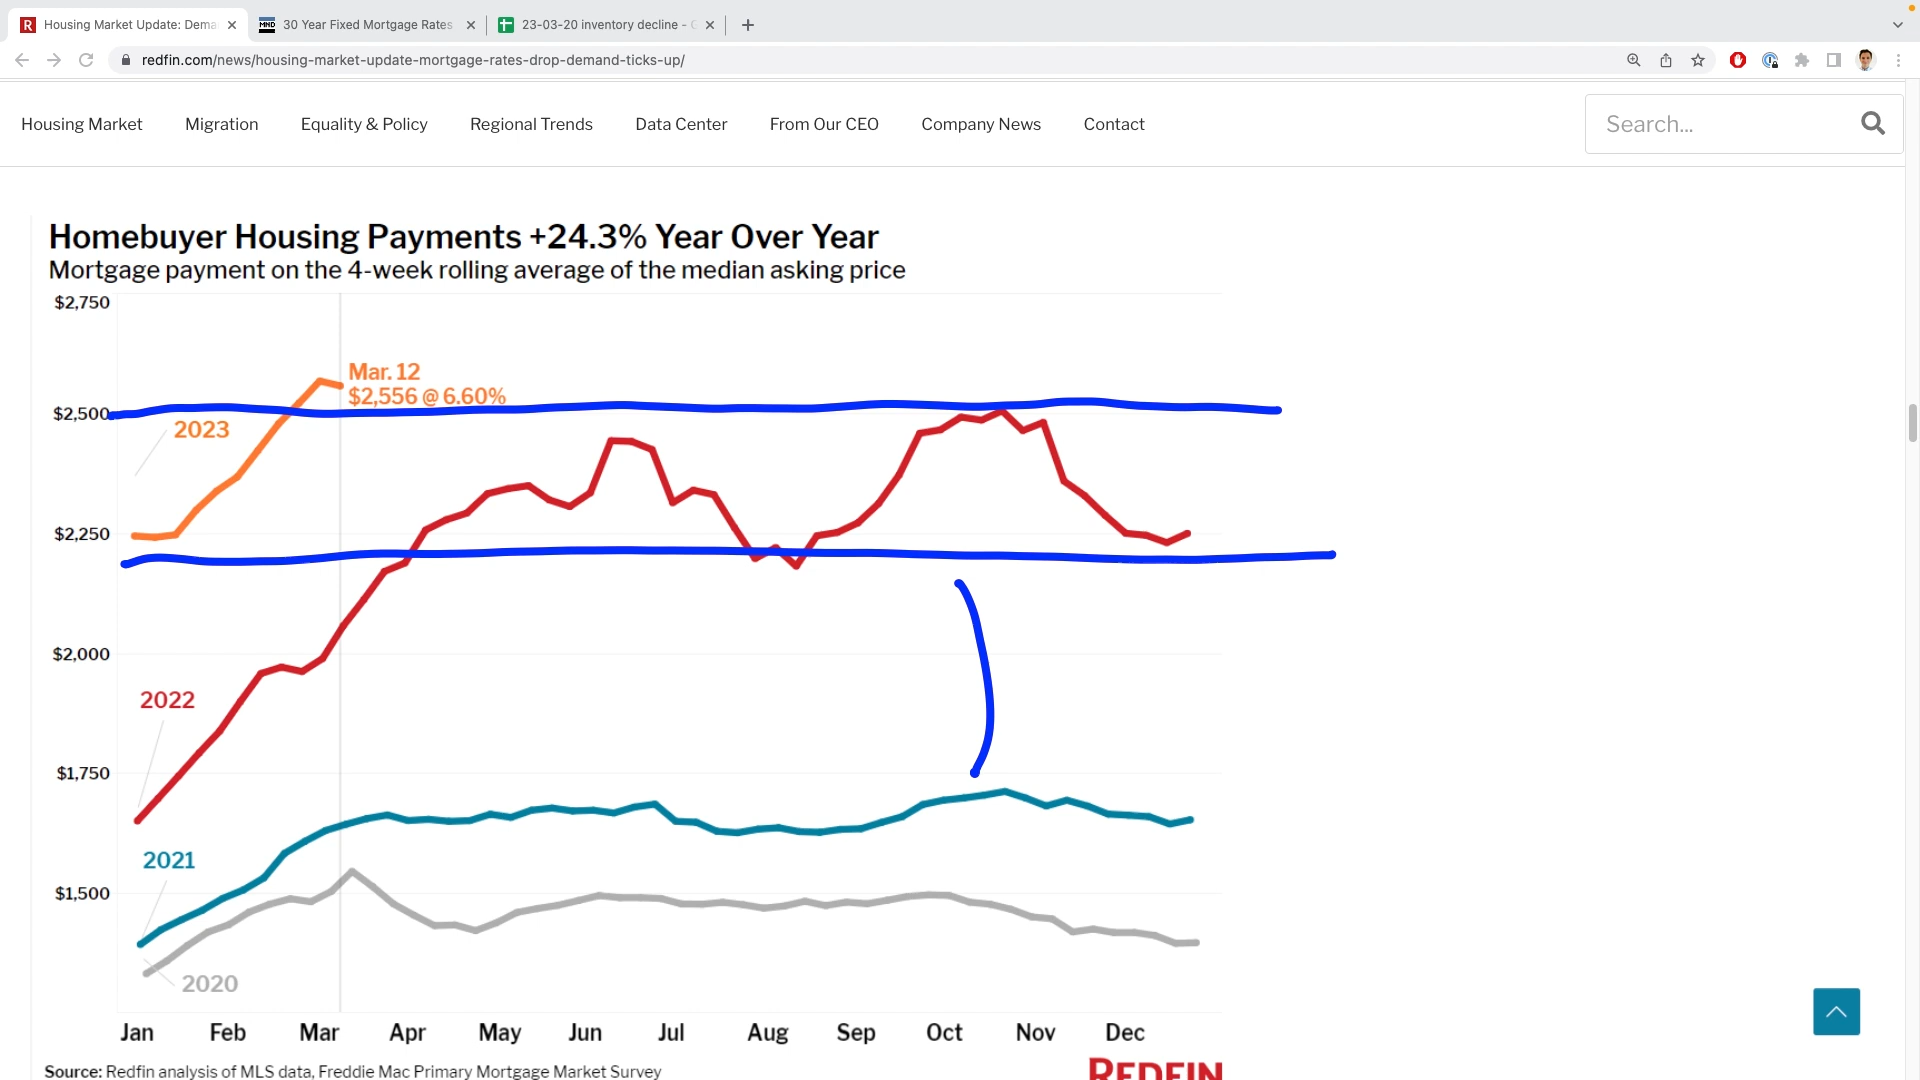 Housing Market Update: Dema
30 Year Fixed Mortgage Rates
23-03-20 inventory decline - G
redfin.com/news/housing-market-update-mortgage-rates-drop-demand-ticks-up/
Housing Market Migration Equality & Policy Regional Trends Data Center From Our CEO Company News Contact
Search...
Homebuyer Housing Payments +24.3% Year Over Year
Mortgage payment on the 4-week rolling average of the median asking price
$2,750
Mar. 12
$2,556 @ 6.60%
$2,500
2023
$2,250
$2,000
2022
$1,750
2021
$1,500
2020
Jan Feb Mar Apr May Jun Jul Aug Sep Oct Nov Dec
Source: Redfin analysis of MLS data, Freddie Mac Primary Mortgage Market Survey
REDFIN